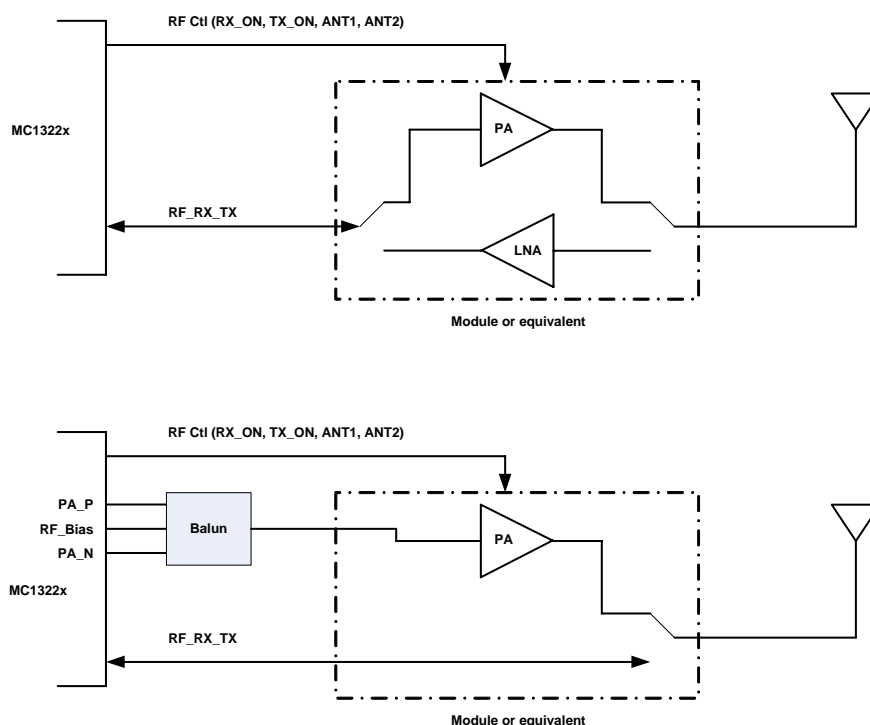 RF Ctl (RX_ON, TX_ON, ANT1, ANT2)
MC1322x
PA
RF_RX_TX
LNA
Module or equivalent
RF Ctl (RX_ON, TX_ON, ANT1, ANT2)
PA_P
RF_Bias
Balun
PA
PA_N
MC1322x
RF_RX_TX
Module or equivalent